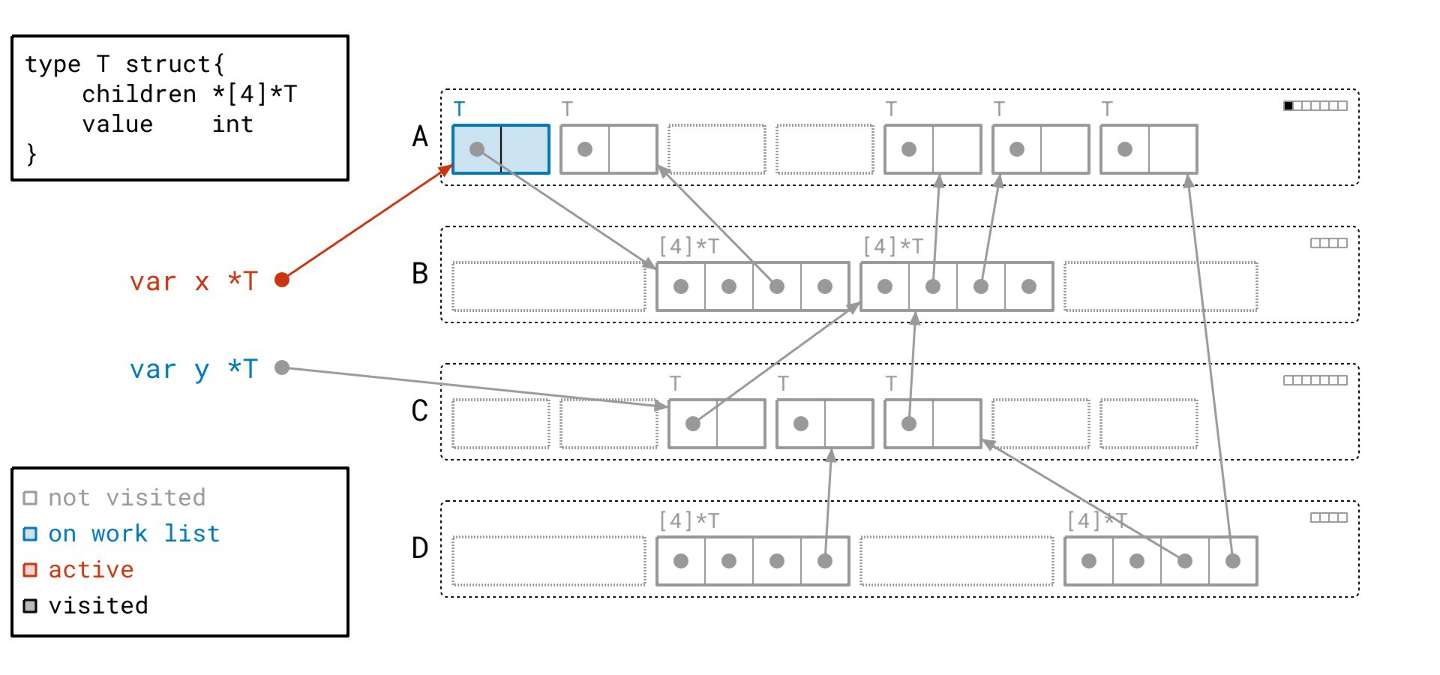 type T struct{
    children *[4]*T
    value    int
}
T T T T T
A
var x *T
[4]*T [4]*T
B
var y *T
T T T
C
not visited
on work list
active
visited
[4]*T [4]*T
D